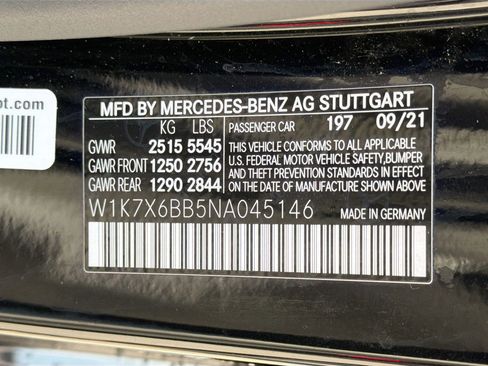 ot.com
MFD BY MERCEDES-BENZ AG STUTTGART
KG LBS PASSENGER CAR 197 09/21
GVWR 2515 5545
GAWR FRONT 1250 2756
GAWR REAR 1290 2844
THIS VEHICLE CONFORMS TO ALL APPLICABLE
U.S. FEDERAL MOTOR VEHICLE SAFETY, BUMPER
AND THEFT PREVENTION STANDARDS IN EFFECT
ON THE DATE OF MANUFACTURE SHOWN ABOVE.
W1K7X6BB5NA045146 MADE IN GERMANY